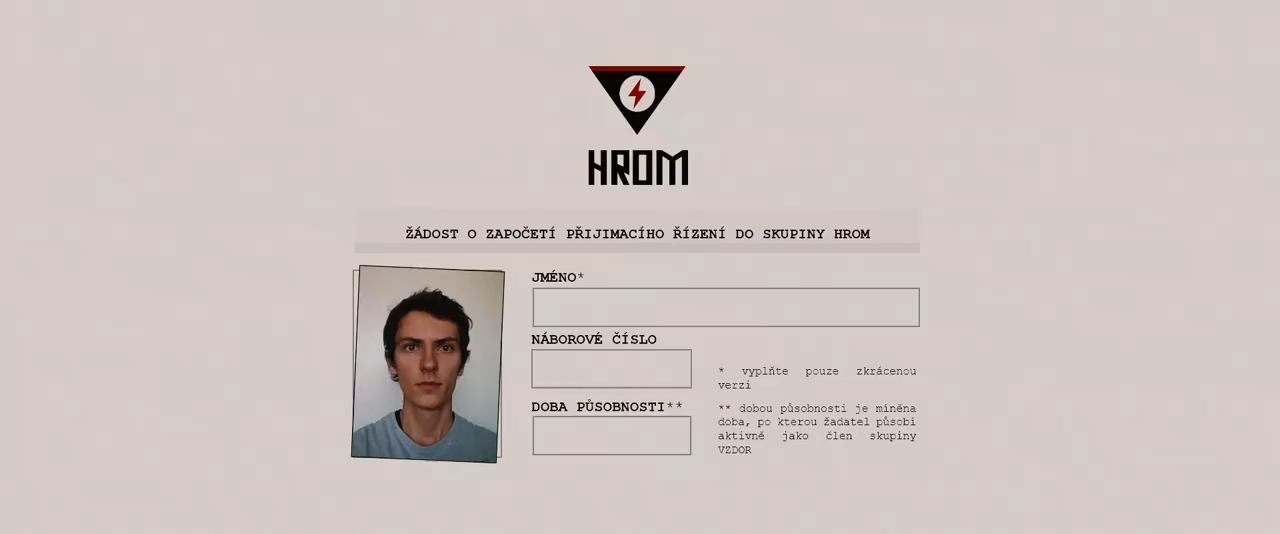 HROM
ŽÁDOST O ZAPOČETÍ PŘIJIMACÍHO ŘÍZENÍ DO SKUPINY HROM
JMÉNO*
NÁBOROVÉ ČÍSLO
* vyplňte pouze zkrácenou
verzi
DOBA PŮSOBNOSTI**
** dobou působnosti je míněna
doba, po kterou žadatel působí
aktivně jako člen skupiny
VZDOR